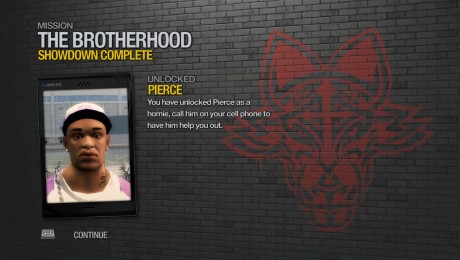 MISSION
THE BROTHERHOOD
SHOWDOWN COMPLETE
UNLOCKED
PIERCE
You have unlocked Pierce as a
homie, call him on your cell phone to
have him help you out.
CONTINUE